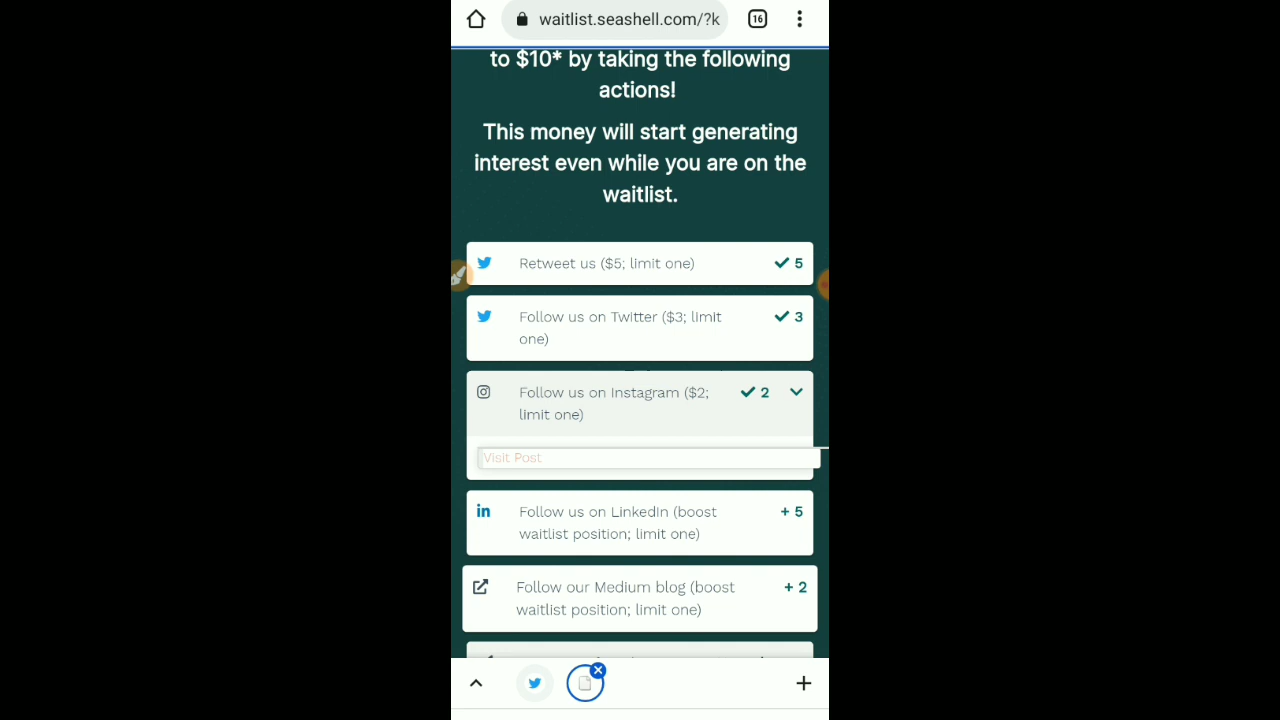 waitlist.seashell.com/?k
16
to $10* by taking the following
actions!
This money will start generating
interest even while you are on the
waitlist.
Retweet us ($5; limit one)
5
Follow us on Twitter ($3; limit
one)
3
Follow us on Instagram ($2;
limit one)
2
Visit Post
in
Follow us on LinkedIn (boost
waitlist position; limit one)
+ 5
Follow our Medium blog (boost
waitlist position; limit one)
+ 2